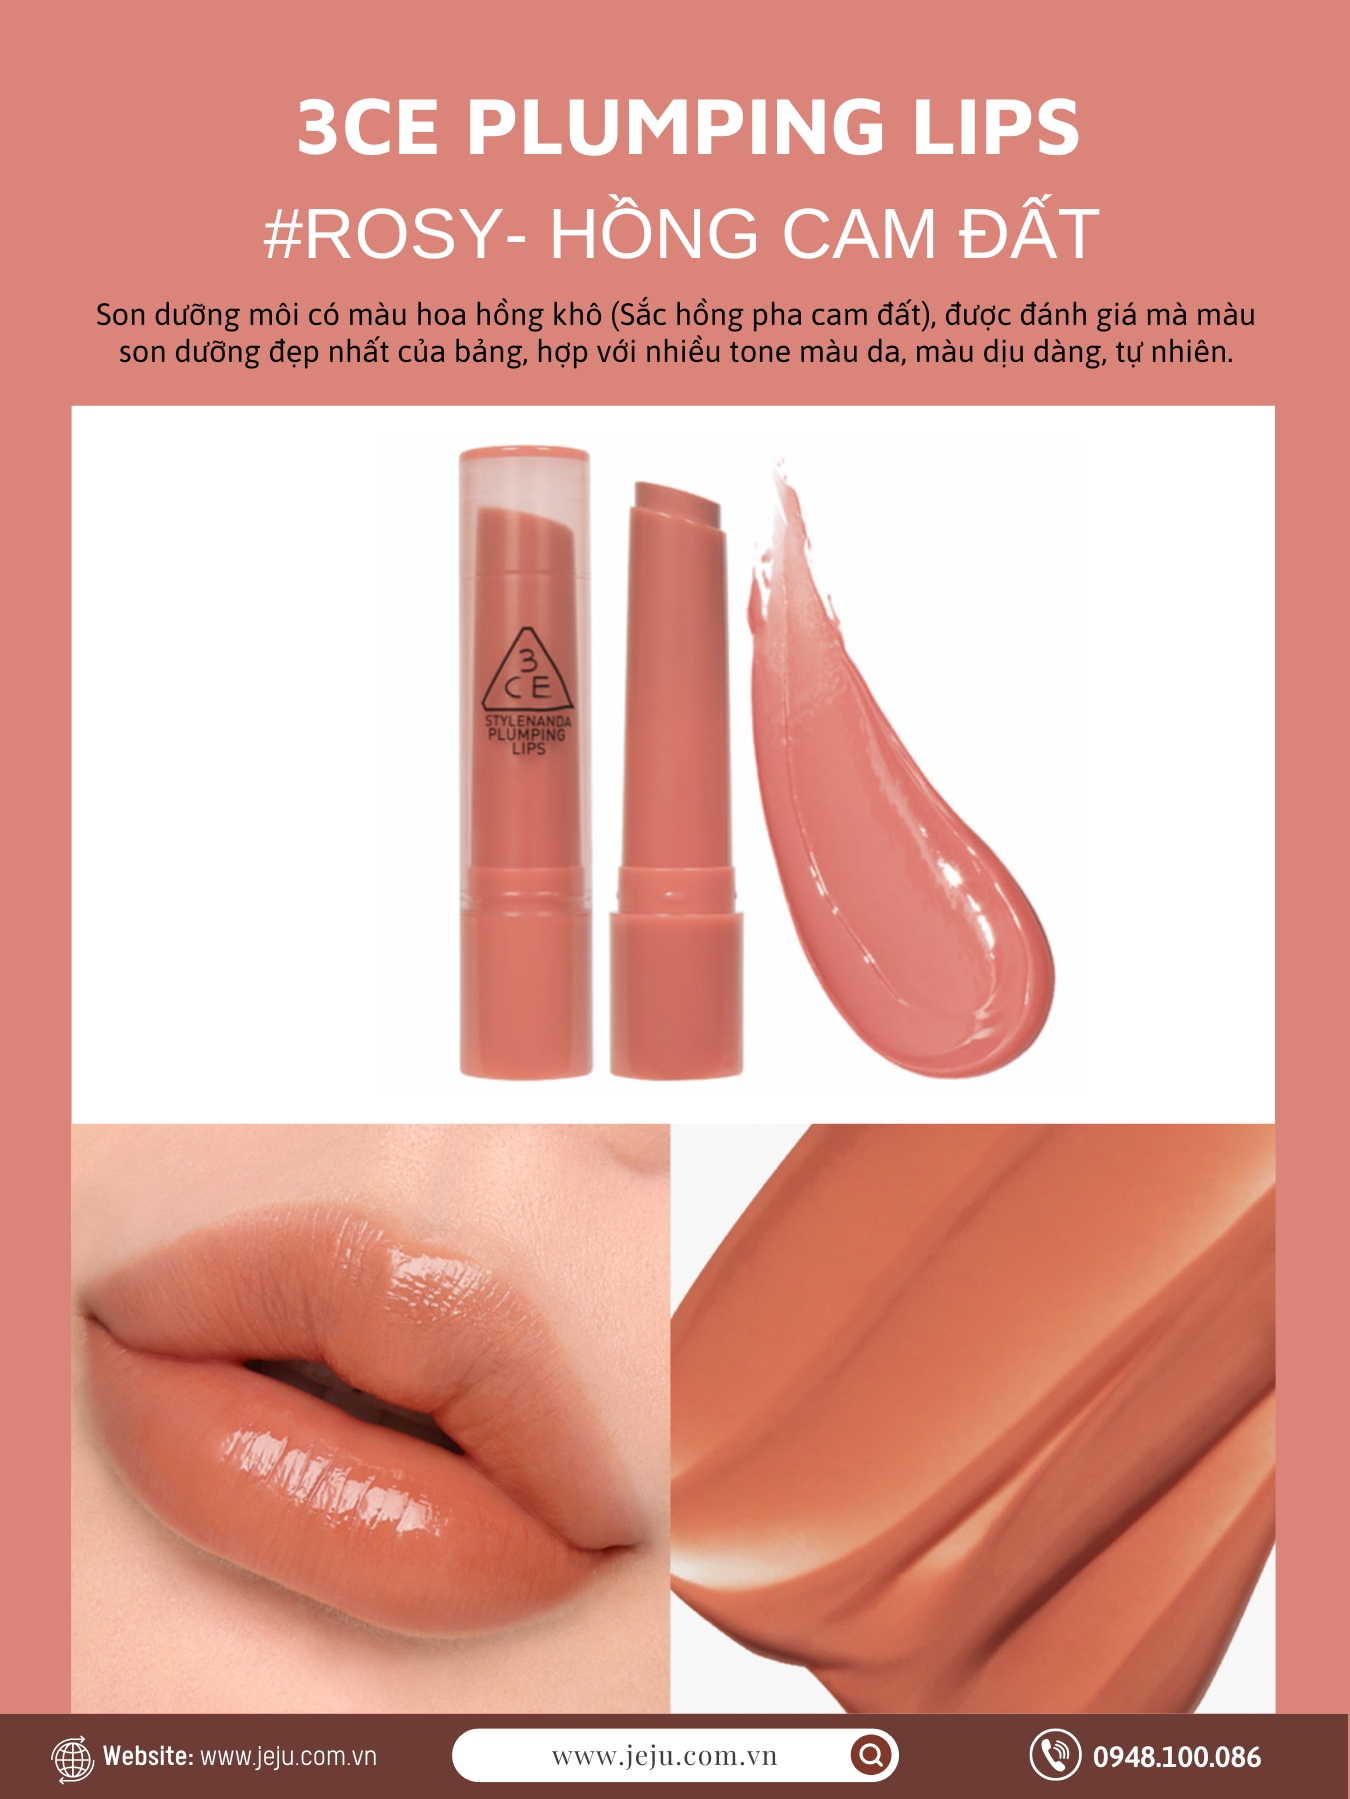 3CE PLUMPING LIPS
#ROSY- HỒNG CAM ĐẤT
Son dưỡng môi có màu hoa hồng khô (Sắc hồng pha cam đất), được đánh giá mà màu
son dưỡng đẹp nhất của bảng, hợp với nhiều tone màu da, màu dịu dàng, tự nhiên.
3
CE
STYLENANDA
PLUMPING
LIPS
Website: www.jeju.com.vn
www.jeju.com.vn
0948.100.086